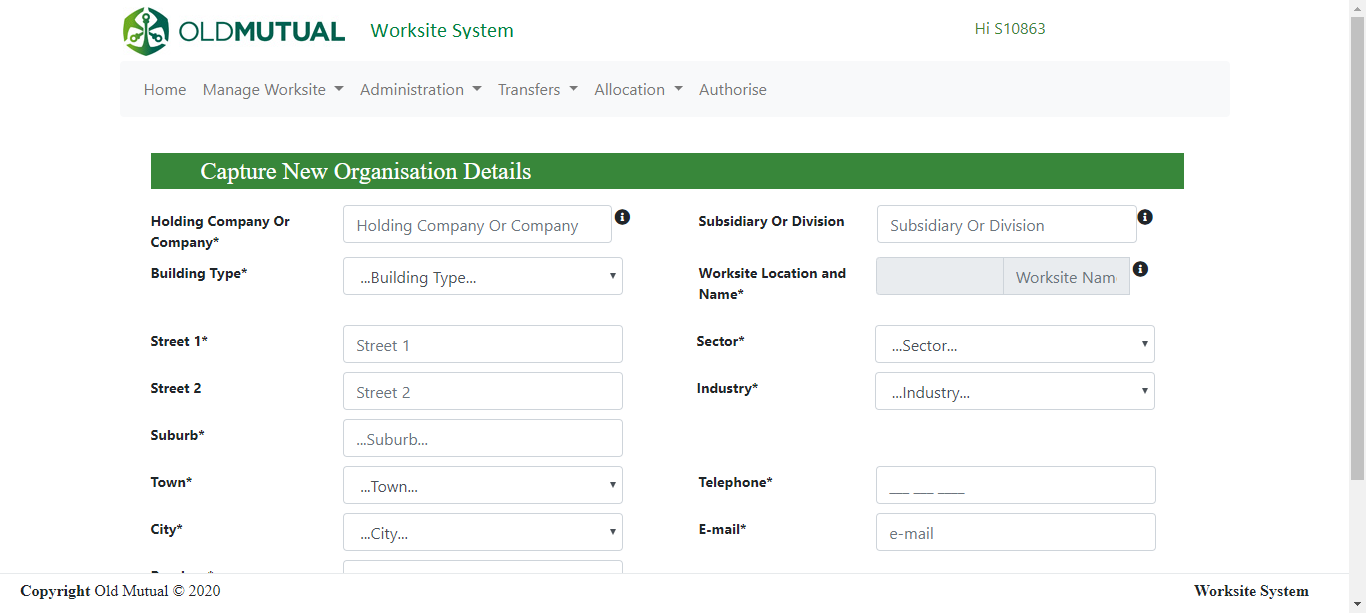 OLDMUTUAL Worksite System Hi S10863
Home Manage Worksite Administration Transfers Allocation Authorise
Capture New Organisation Details
Holding Company Or
Company*
Holding Company Or Company
Subsidiary Or Division
Subsidiary Or Division
Building Type*
...Building Type...
Worksite Location and
Name*
Worksite Nam
Street 1*
Street 1
Sector*
...Sector...
Street 2
Street 2
Industry*
...Industry...
Suburb*
...Suburb...
Town*
...Town...
Telephone*
___ ___ ____
City*
...City...
E-mail*
e-mail
Copyright Old Mutual © 2020
Worksite System